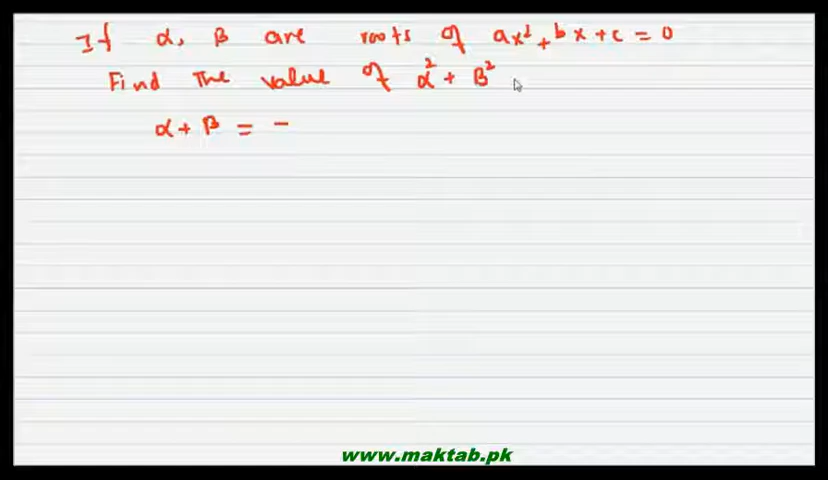 If α, β are roots of ax²+bx+c=0
Find The value of α²+β²
α+β = -
www.maktab.pk